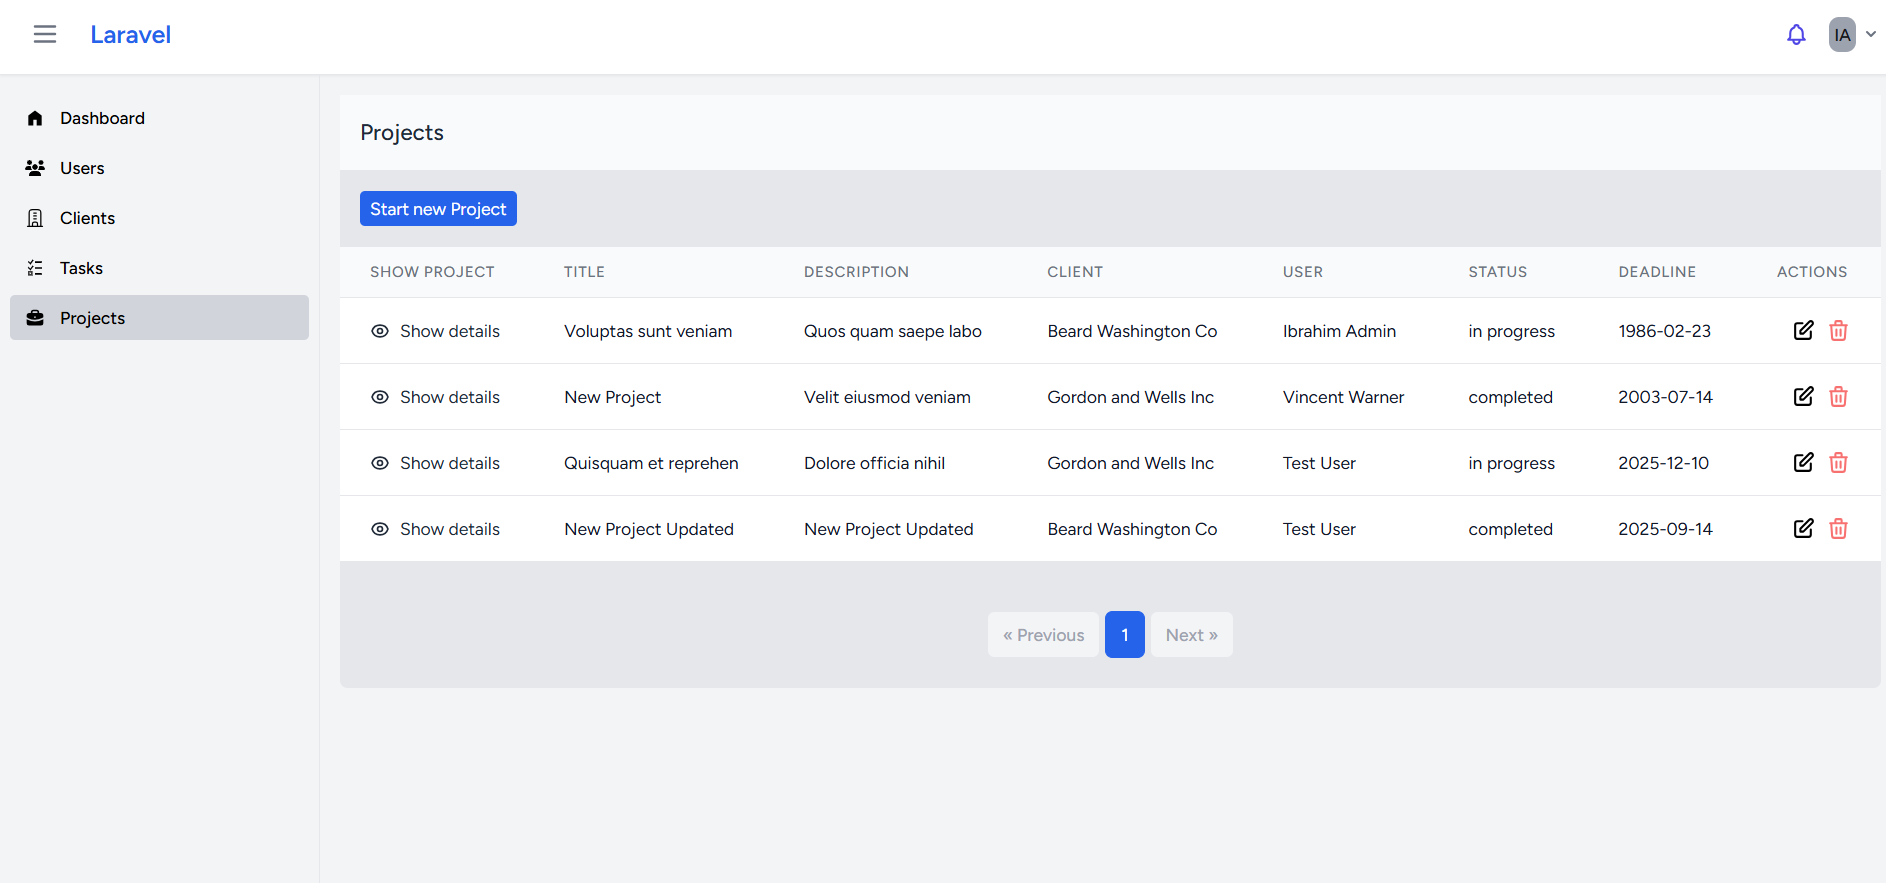 Laravel
IA
Dashboard
Users
Clients
Tasks
Projects
Projects
Start new Project
SHOW PROJECT TITLE DESCRIPTION CLIENT USER STATUS DEADLINE ACTIONS
Show details Voluptas sunt veniam Quos quam saepe labo Beard Washington Co Ibrahim Admin in progress 1986-02-23
Show details New Project Velit eiusmod veniam Gordon and Wells Inc Vincent Warner completed 2003-07-14
Show details Quisquam et reprehen Dolore officia nihil Gordon and Wells Inc Test User in progress 2025-12-10
Show details New Project Updated New Project Updated Beard Washington Co Test User completed 2025-09-14
« Previous 1 Next »